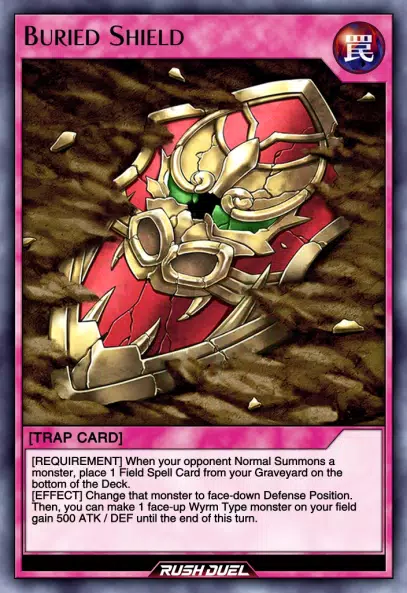 BURIED SHIELD
罠
[TRAP CARD]
[REQUIREMENT] When your opponent Normal Summons a
monster, place 1 Field Spell Card from your Graveyard on the
bottom of the Deck.
[EFFECT] Change that monster to face-down Defense Position.
Then, you can make 1 face-up Wyrm Type monster on your field
gain 500 ATK / DEF until the end of this turn.
RUSH DUEL